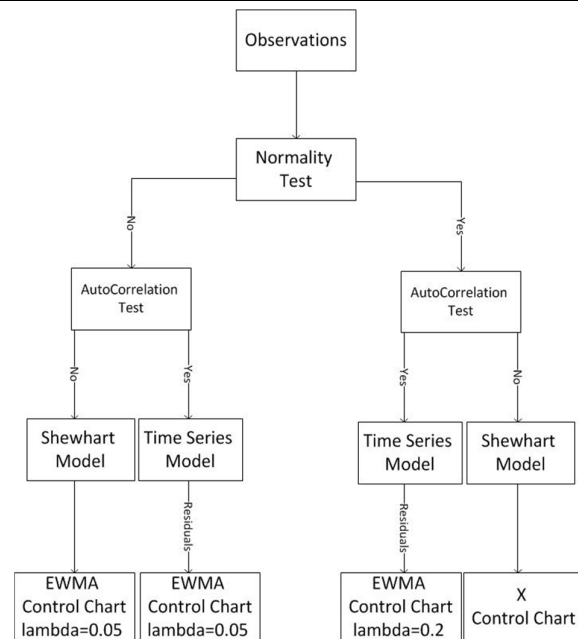 Observations
Normality
Test
No
Yes
AutoCorrelation
Test
AutoCorrelation
Test
No
Yes
Yes
No
Shewhart
Model
Time Series
Model
Time Series
Model
Shewhart
Model
Residuals
Residuals
EWMA
Control Chart
lambda=0.05
EWMA
Control Chart
lambda=0.05
EWMA
Control Chart
lambda=0.2
X
Control Chart